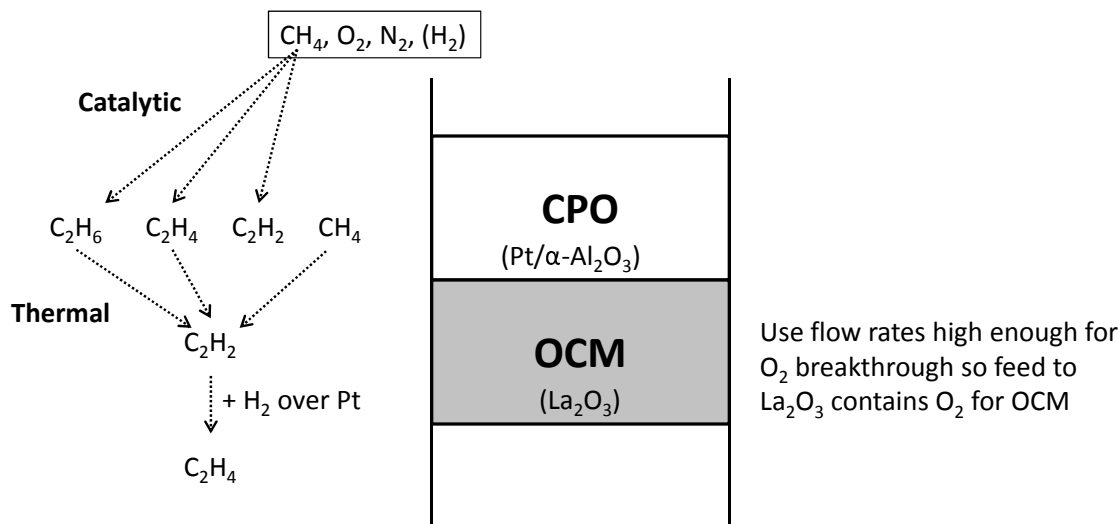 CH₄, O₂, N₂, (H₂)
Catalytic
C₂H₆ C₂H₄ C₂H₂ CH₄
Thermal
C₂H₂
+ H₂ over Pt
C₂H₄
CPO
(Pt/α-Al₂O₃)
OCM
(La₂O₃)
Use flow rates high enough for
O₂ breakthrough so feed to
La₂O₃ contains O₂ for OCM